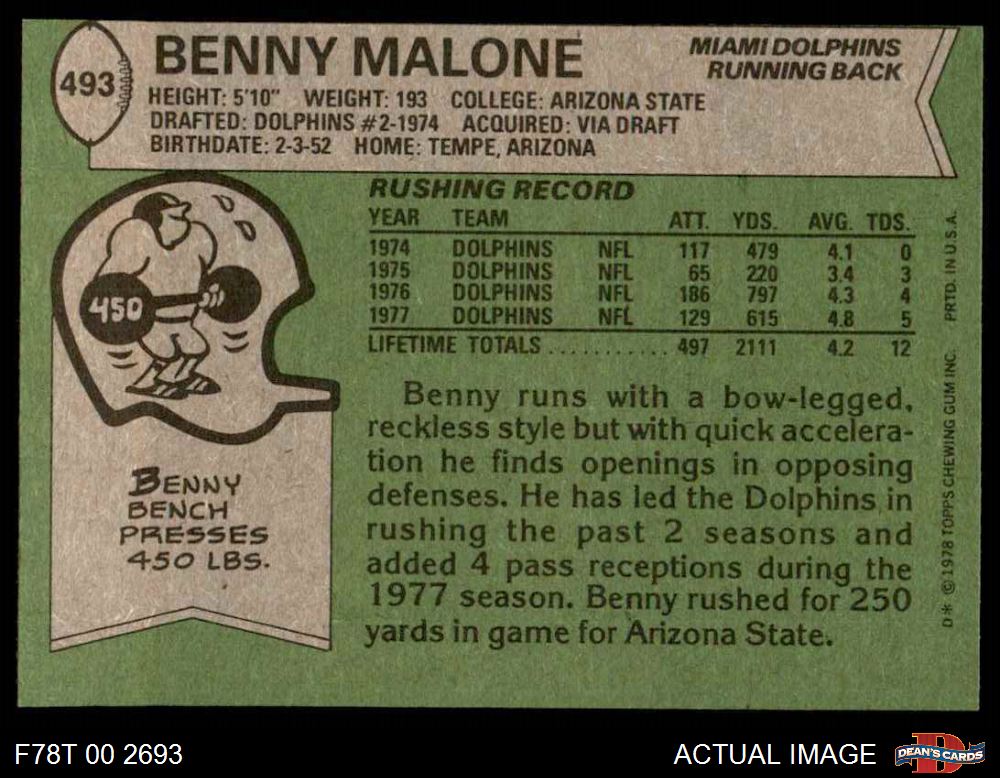 493
BENNY MALONE
MIAMI DOLPHINS
RUNNING BACK
HEIGHT: 5'10" WEIGHT: 193 COLLEGE: ARIZONA STATE
DRAFTED: DOLPHINS #2-1974 ACQUIRED: VIA DRAFT
BIRTHDATE: 2-3-52 HOME: TEMPE, ARIZONA
RUSHING RECORD
YEAR TEAM ATT. YDS. AVG. TDS.
1974 DOLPHINS NFL 117 479 4.1 0
1975 DOLPHINS NFL 65 220 3.4 3
1976 DOLPHINS NFL 186 797 4.3 4
1977 DOLPHINS NFL 129 615 4.8 5
LIFETIME TOTALS ........... 497 2111 4.2 12
450
BENNY
BENCH
PRESSES
450 LBS.
Benny runs with a bow-legged,
reckless style but with quick accelera-
tion he finds openings in opposing
defenses. He has led the Dolphins in
rushing the past 2 seasons and
added 4 pass receptions during the
1977 season. Benny rushed for 250
yards in game for Arizona State.
D* © 1978 TOPPS CHEWING GUM INC. PRTD. IN U.S.A.
F78T 00 2693
ACTUAL IMAGE
DEAN'S CARDS